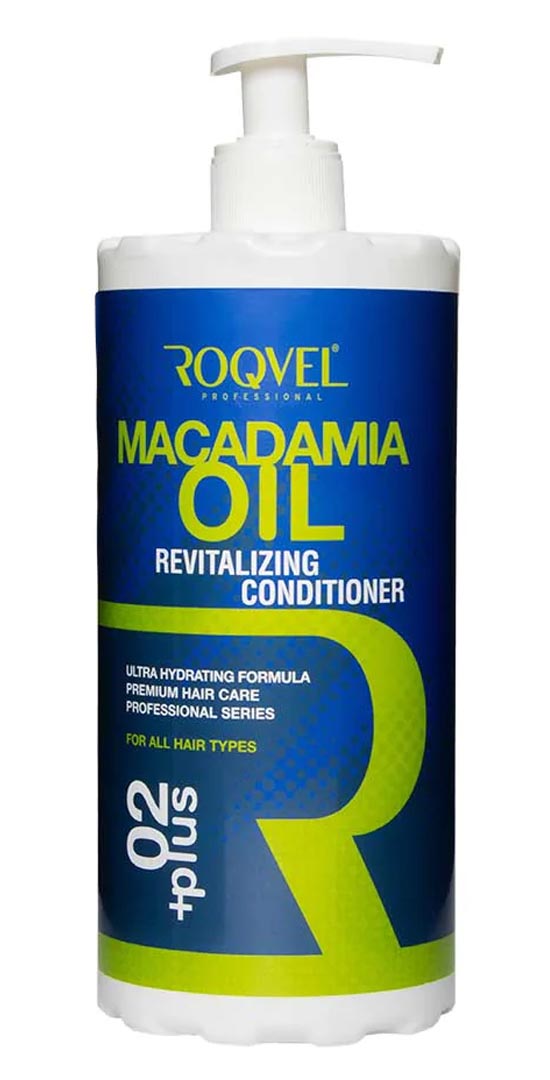 ROQVEL®
PROFESSIONAL
MACADAMIA
OIL
REVITALIZING
CONDITIONER
ULTRA HYDRATING FORMULA
PREMIUM HAIR CARE
PROFESSIONAL SERIES
FOR ALL HAIR TYPES
02
+plus